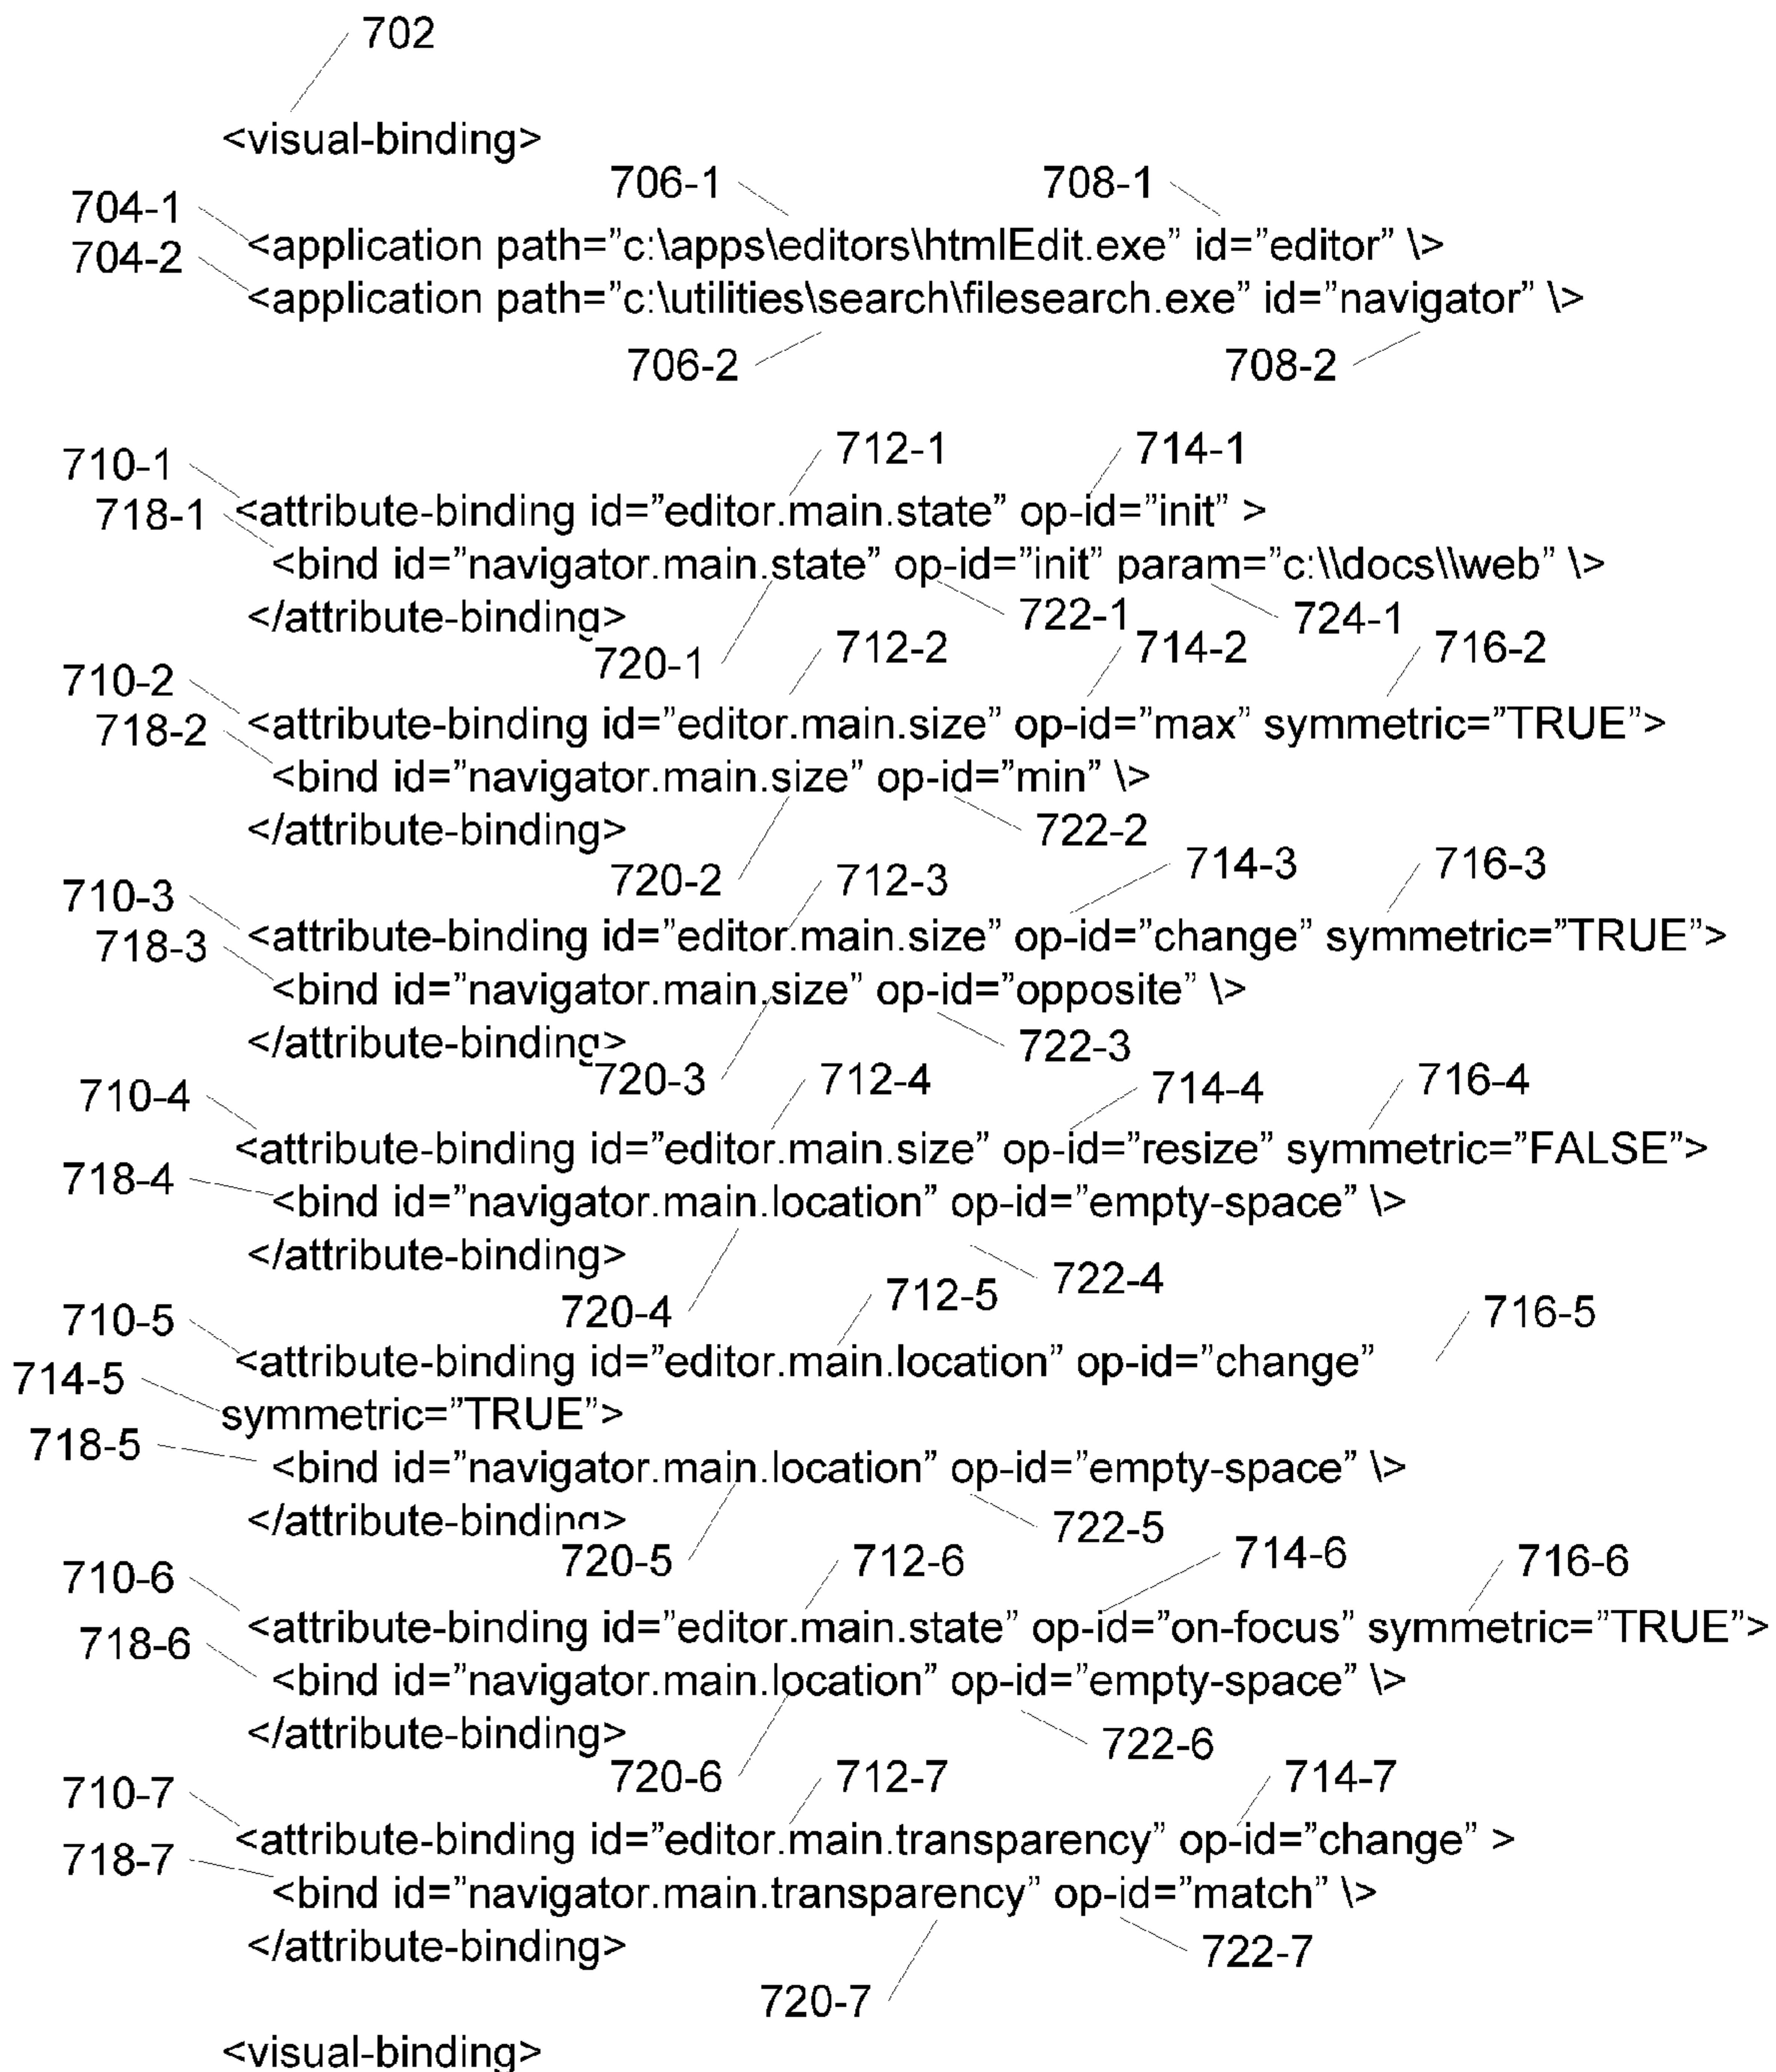 702
<visual-binding>
706-1 708-1
704-1
<application path=”c:\apps\editors\htmlEdit.exe” id=”editor” \>
704-2
<application path=”c:\utilities\search\filesearch.exe” id=”navigator” \>
706-2 708-2
712-1 714-1
710-1
<attribute-binding id=”editor.main.state” op-id=”init” >
718-1
<bind id=”navigator.main.state” op-id=”init” param=”c:\\docs\\web” \>
</attribute-binding>
722-1 724-1
720-1 712-2 714-2 716-2
710-2
<attribute-binding id=”editor.main.size” op-id=”max” symmetric=”TRUE”>
718-2
<bind id=”navigator.main.size” op-id=”min” \>
</attribute-binding>
722-2
720-2 712-3 714-3 716-3
710-3
<attribute-binding id=”editor.main.size” op-id=”change” symmetric=”TRUE”>
718-3
<bind id=”navigator.main.size” op-id=”opposite” \>
</attribute-binding>
722-3
720-3 712-4 714-4 716-4
710-4
<attribute-binding id=”editor.main.size” op-id=”resize” symmetric=”FALSE”>
718-4
<bind id=”navigator.main.location” op-id=”empty-space” \>
</attribute-binding>
722-4
720-4 712-5 716-5
710-5
<attribute-binding id=”editor.main.location” op-id=”change”
714-5
symmetric=”TRUE”>
718-5
<bind id=”navigator.main.location” op-id=”empty-space” \>
</attribute-binding>
722-5
720-5 712-6 714-6 716-6
710-6
<attribute-binding id=”editor.main.state” op-id=”on-focus” symmetric=”TRUE”>
718-6
<bind id=”navigator.main.location” op-id=”empty-space” \>
</attribute-binding>
722-6
720-6 712-7 714-7
710-7
<attribute-binding id=”editor.main.transparency” op-id=”change” >
718-7
<bind id=”navigator.main.transparency” op-id=”match” \>
</attribute-binding>
722-7
720-7
<visual-binding>